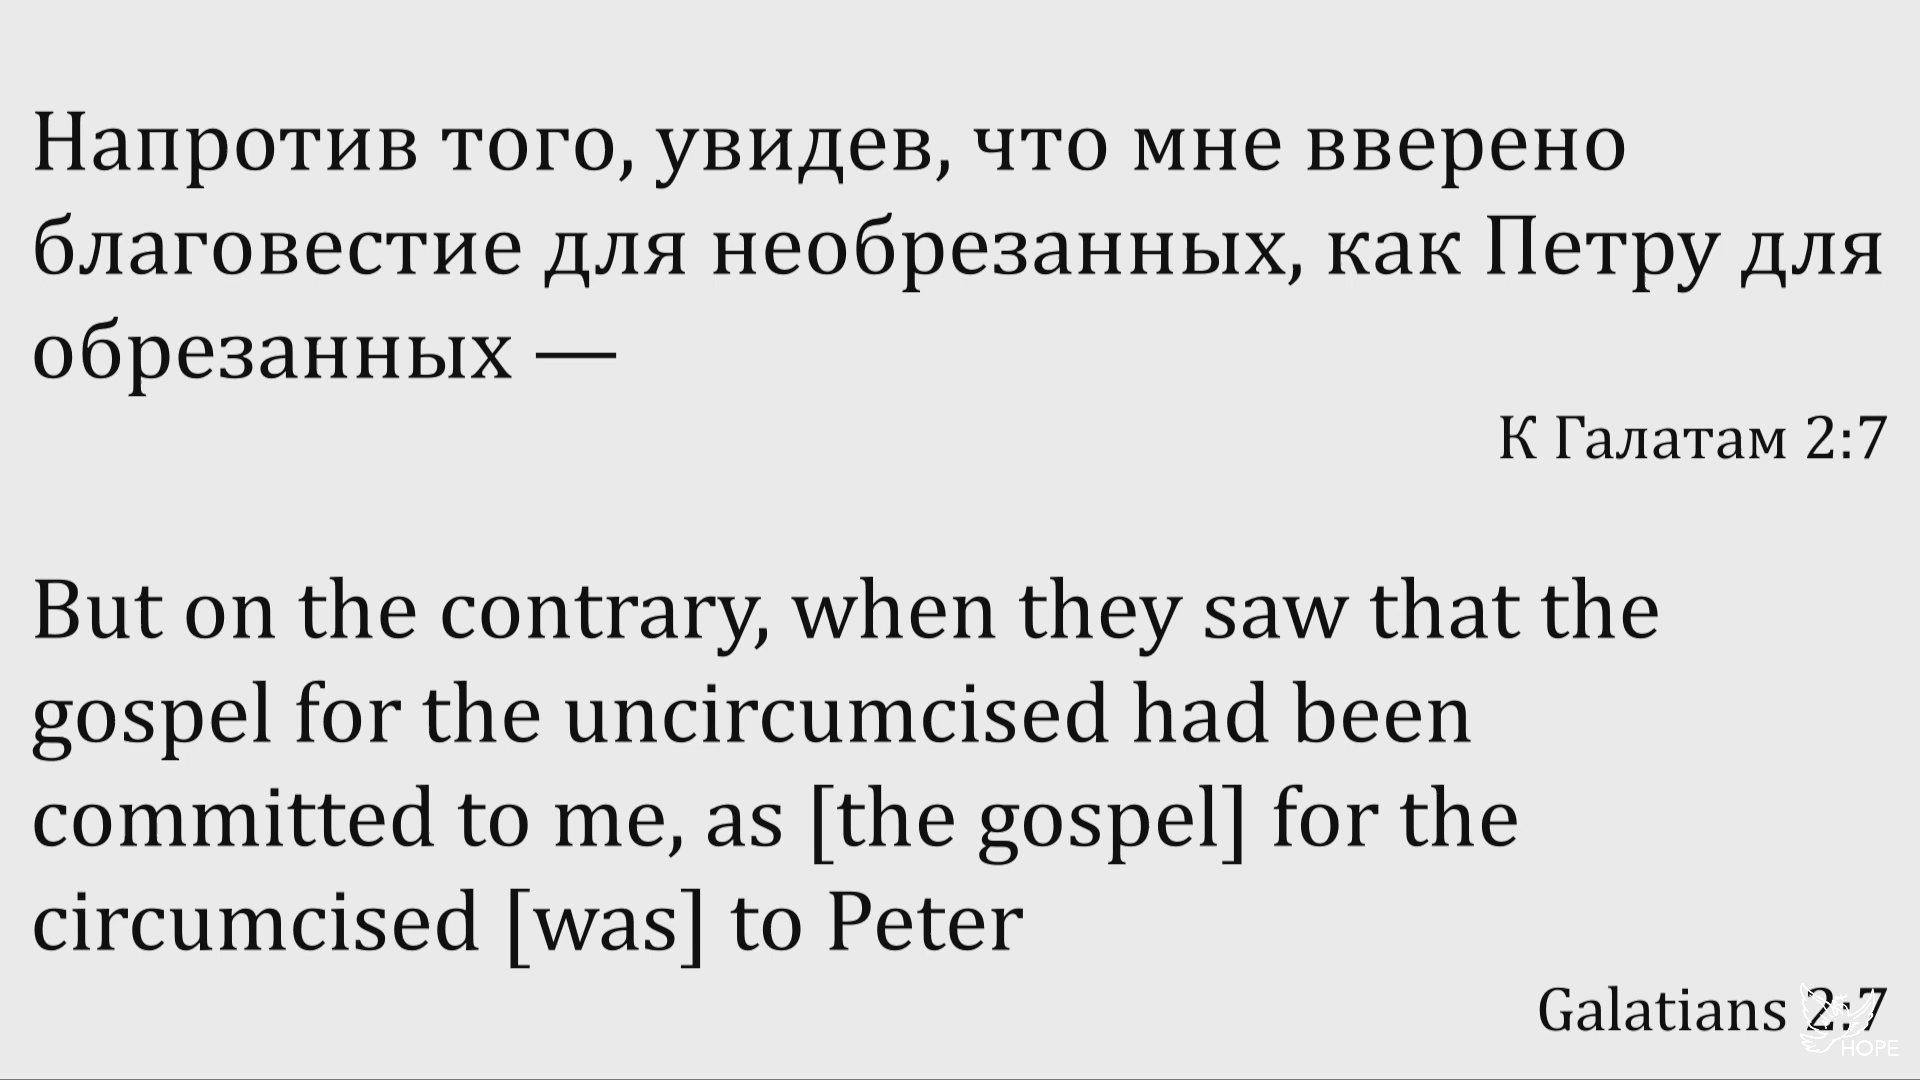 Напротив того, увидев, что мне вверено
благовестие для необрезанных, как Петру для
обрезанных —
К Галатам 2:7
But on the contrary, when they saw that the
gospel for the uncircumcised had been
committed to me, as [the gospel] for the
circumcised [was] to Peter
Galatians 2:7
HOPE